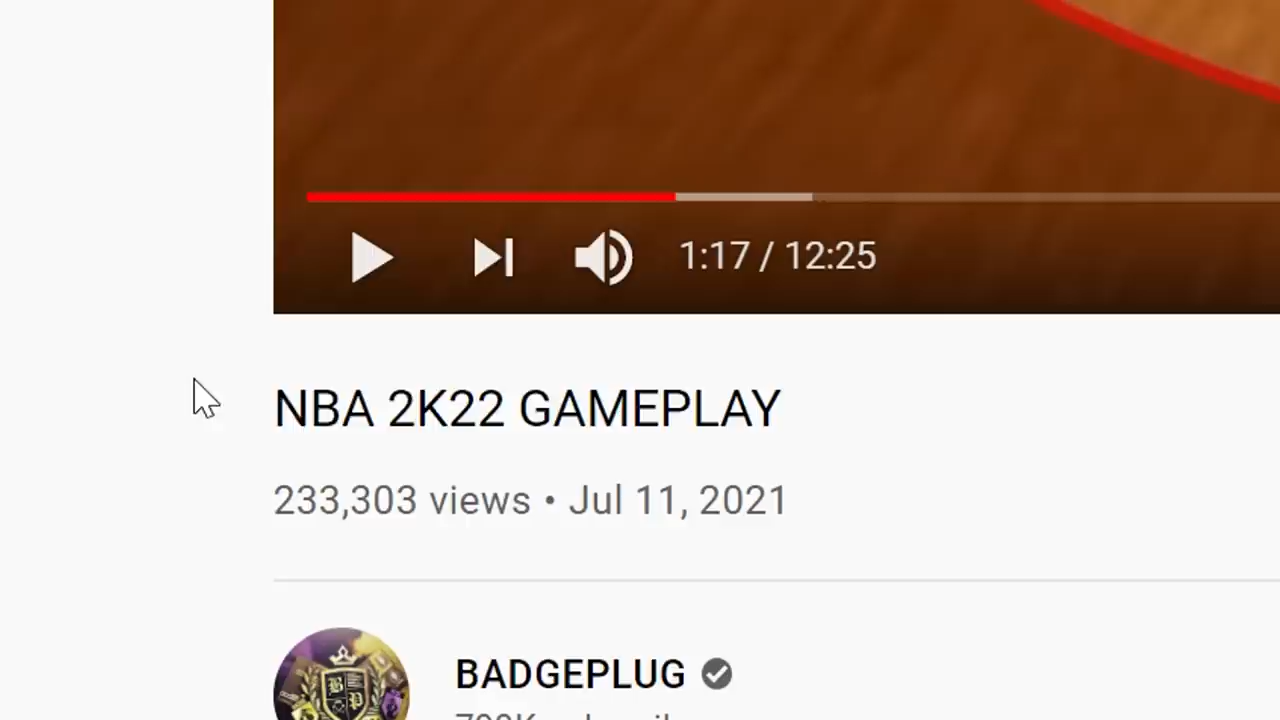 1:17 / 12:25
NBA 2K22 GAMEPLAY
233,303 views • Jul 11, 2021
BADGEPLUG
B
P